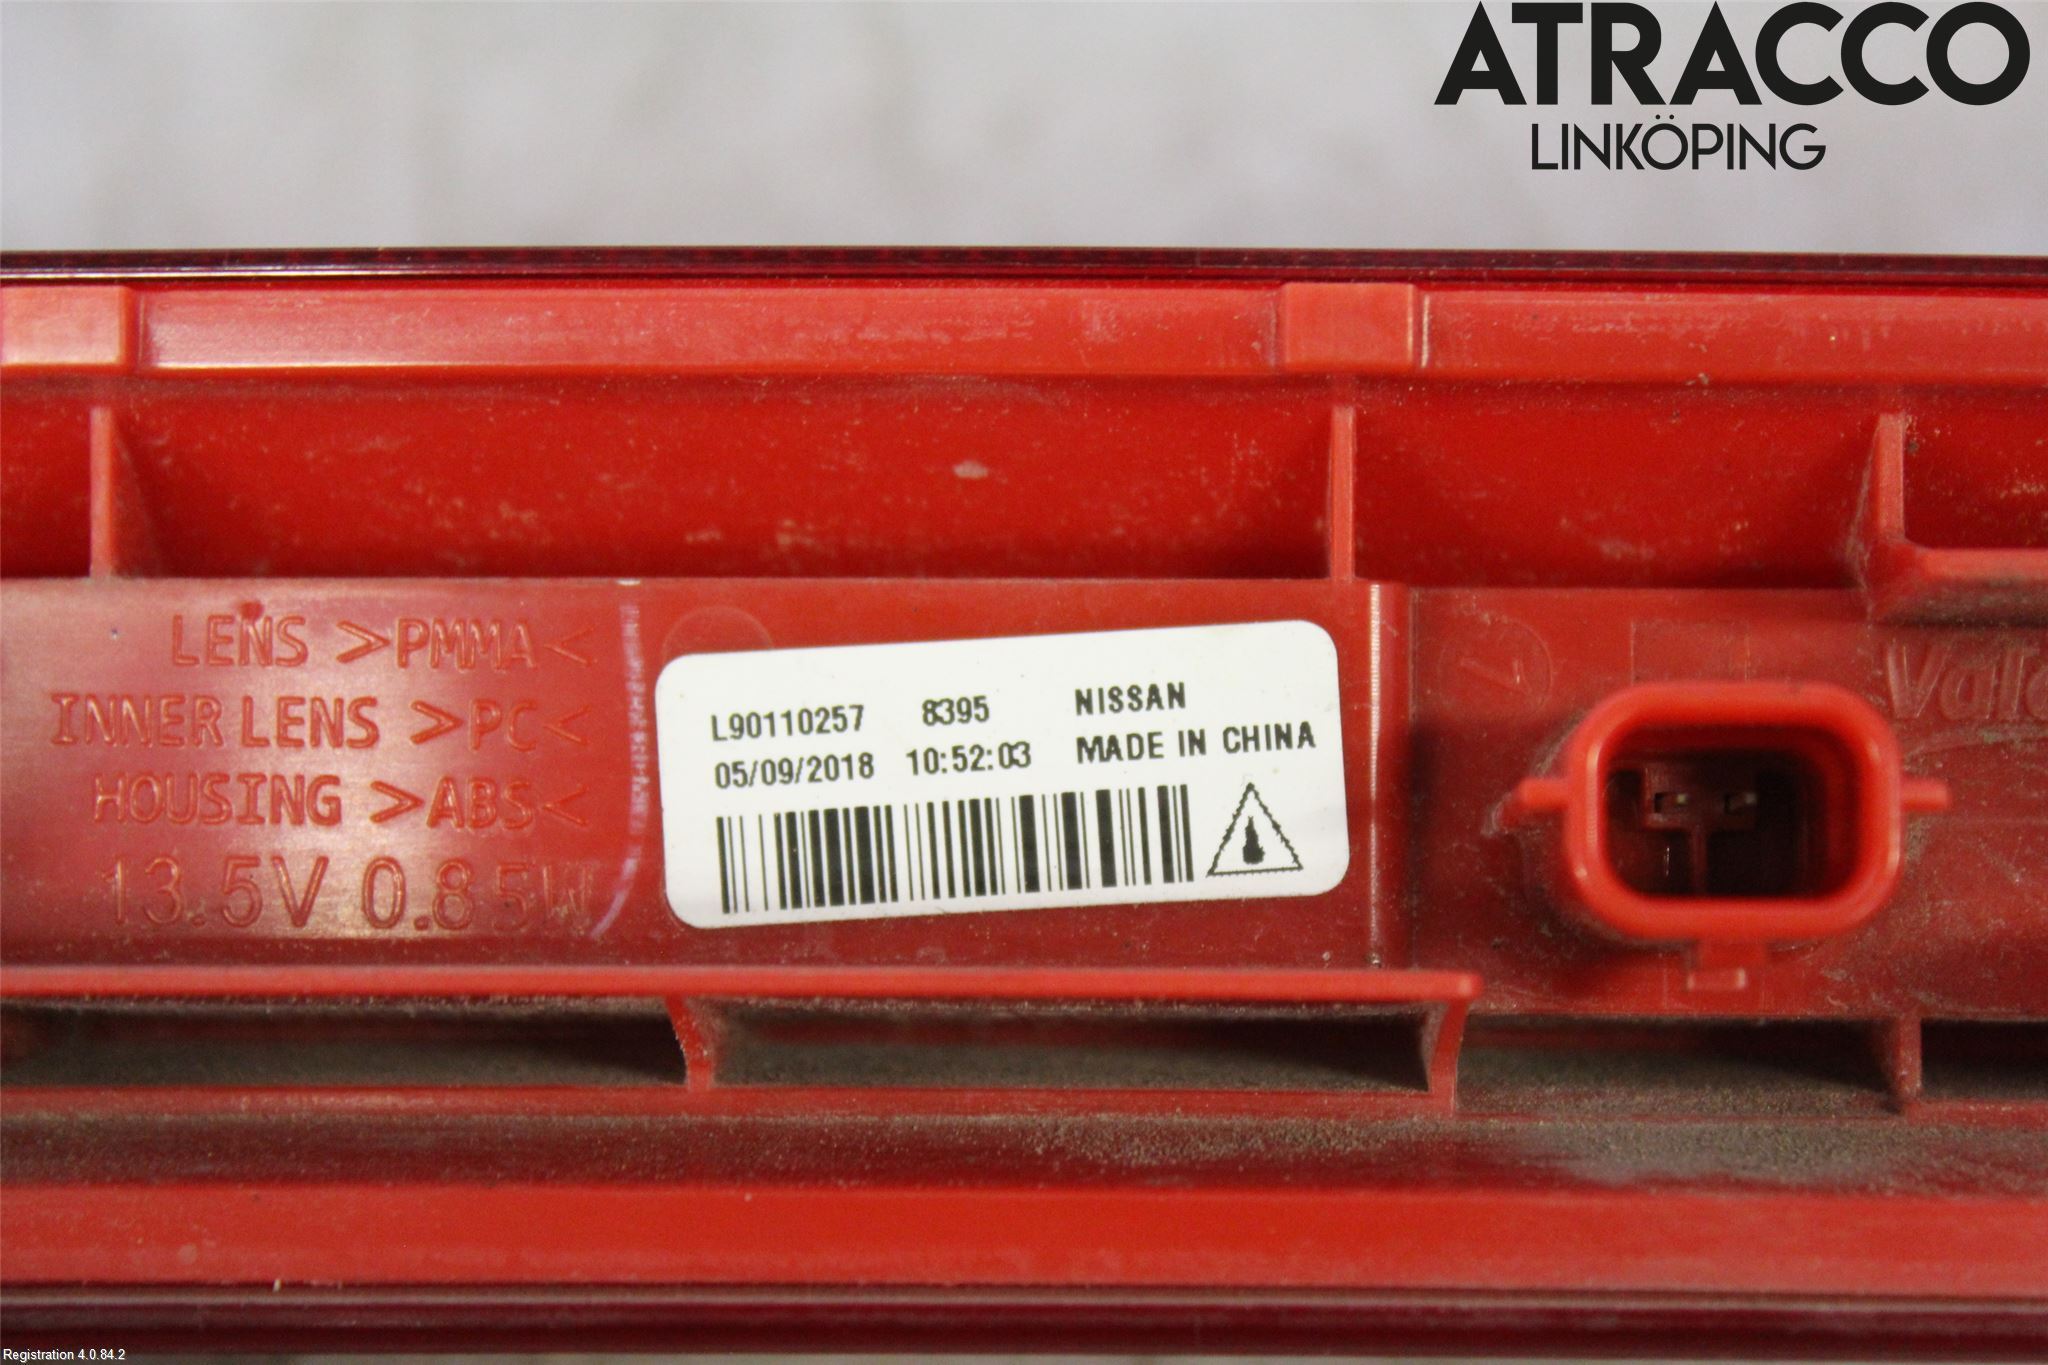 ATRACCO
LINKÖPING
LENS >PMMA<
INNER LENS >PC<
HOUSING >ABS<
13.5V 0.85W
L90110257 8395 NISSAN
05/09/2018 10:52:03 MADE IN CHINA
1
Registration 4.0.84.2